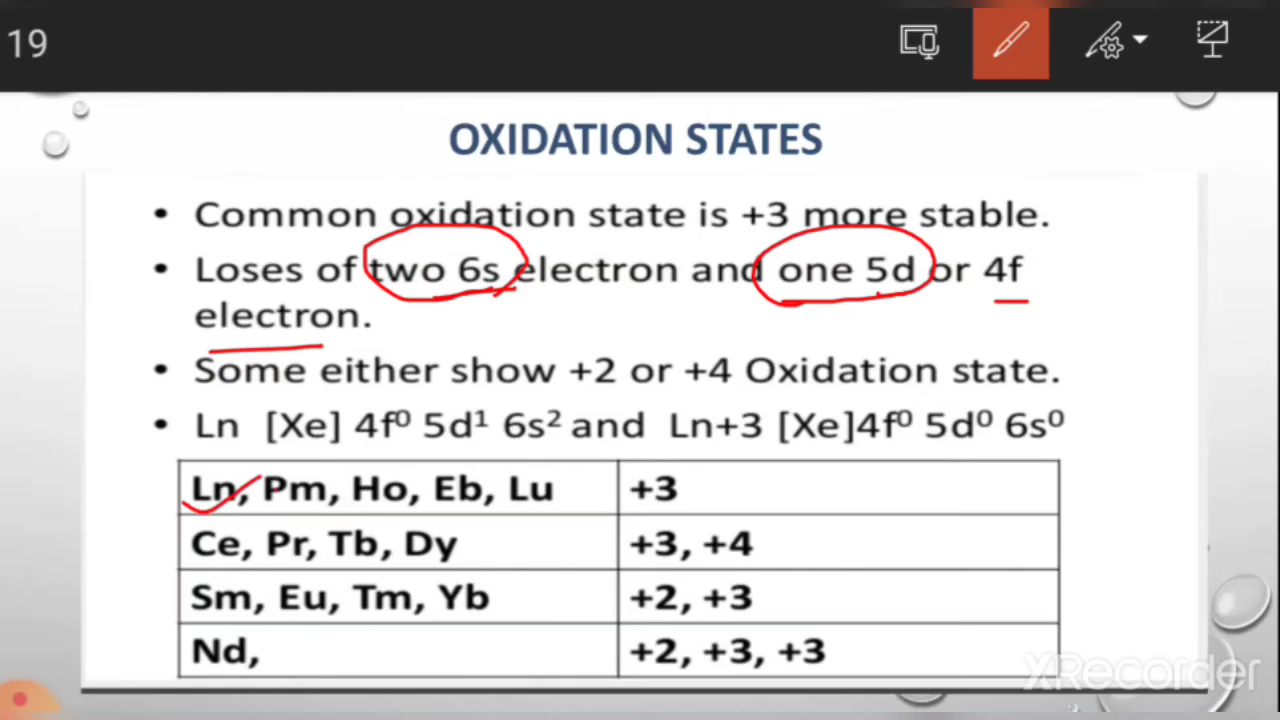 19
OXIDATION STATES
• Common oxidation state is +3 more stable.
• Loses of two 6s electron and one 5d or 4f
electron.
• Some either show +2 or +4 Oxidation state.
• Ln [Xe] 4f⁰ 5d¹ 6s² and Ln+3 [Xe]4f⁰ 5d⁰ 6s⁰
Ln, Pm, Ho, Eb, Lu +3
Ce, Pr, Tb, Dy +3, +4
Sm, Eu, Tm, Yb +2, +3
Nd, +2, +3, +3
XRecorder